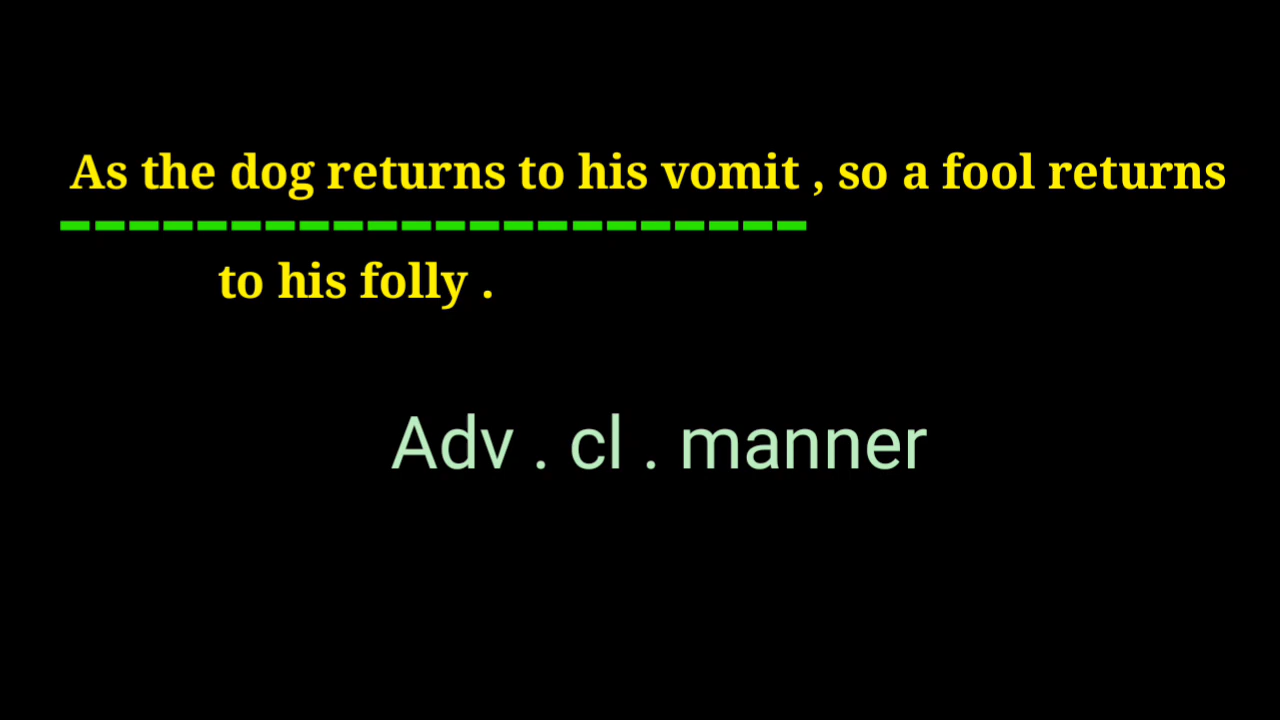 As the dog returns to his vomit , so a fool returns
to his folly .
Adv . cl . manner